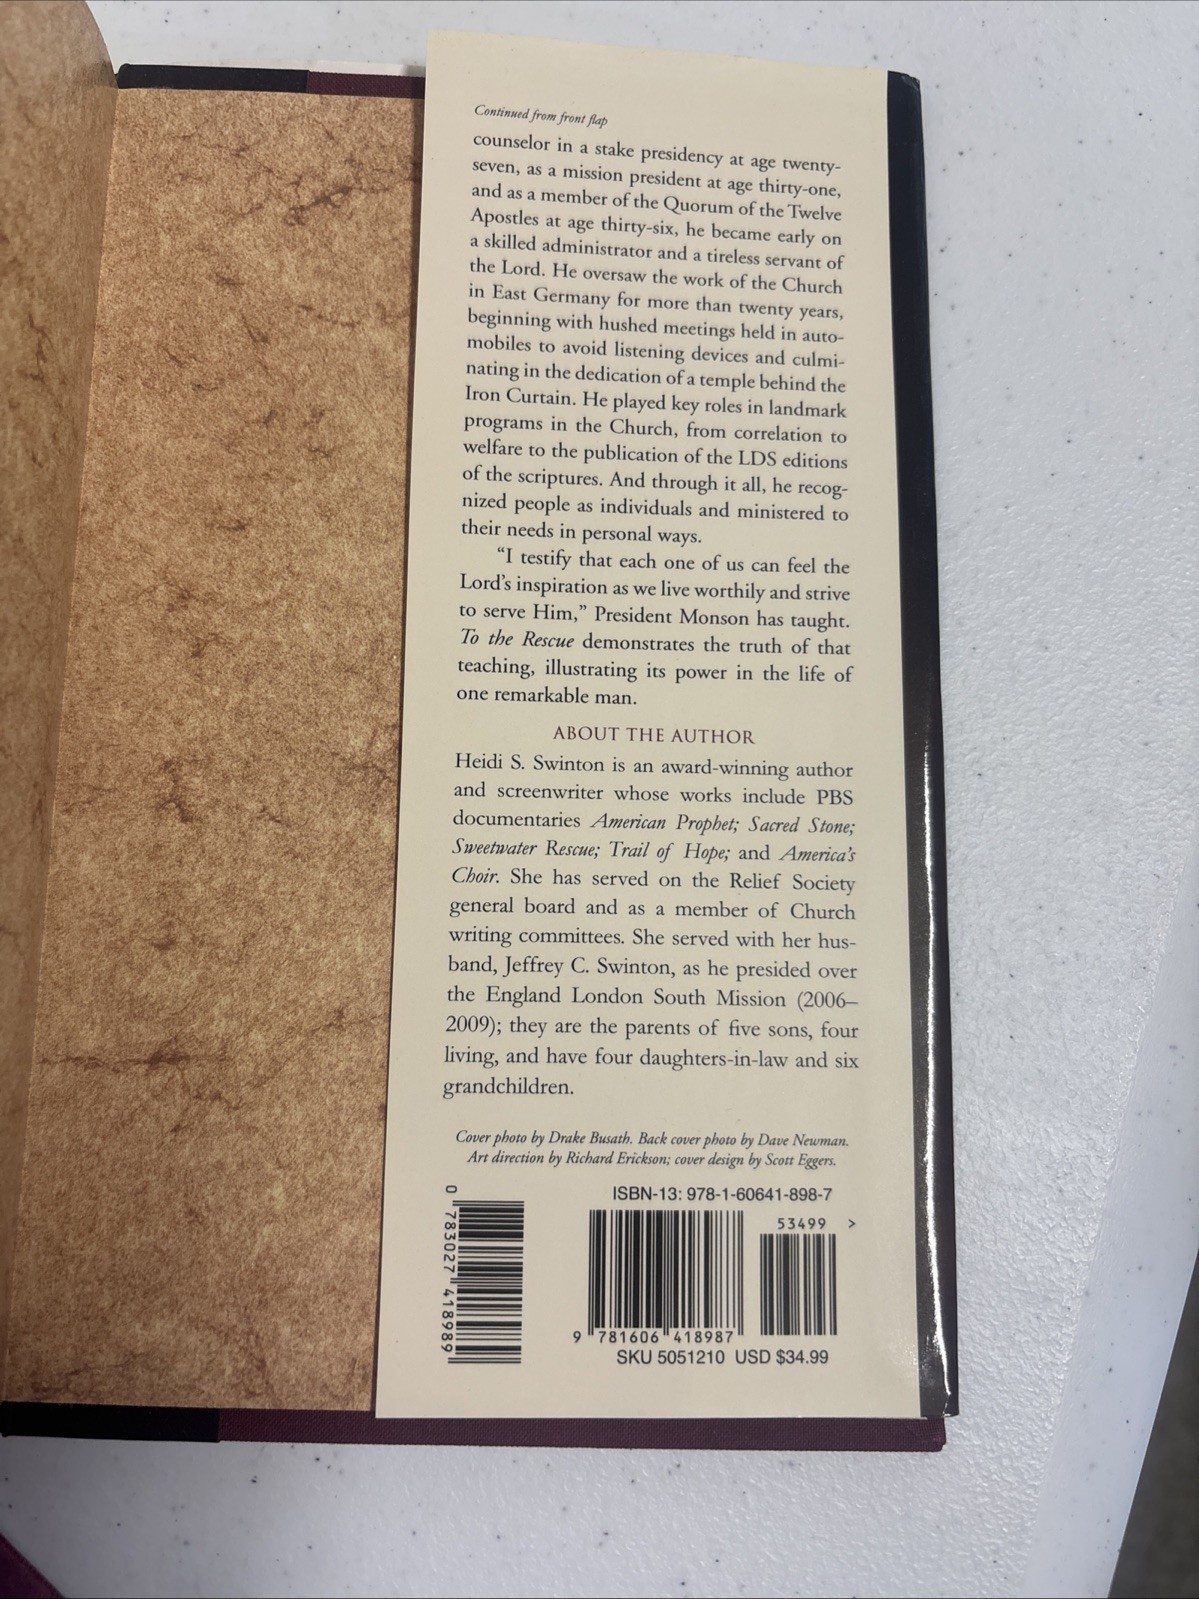 Continued from front flap
counselor in a stake presidency at age twenty-
seven, as a mission president at age thirty-one,
and as a member of the Quorum of the Twelve
Apostles at age thirty-six, he became early on
a skilled administrator and a tireless servant of
the Lord. He oversaw the work of the Church
in East Germany for more than twenty years,
beginning with hushed meetings held in auto-
mobiles to avoid listening devices and culmi-
nating in the dedication of a temple behind the
Iron Curtain. He played key roles in landmark
programs in the Church, from correlation to
welfare to the publication of the LDS editions
of the scriptures. And through it all, he recog-
nized people as individuals and ministered to
their needs in personal ways.
“I testify that each one of us can feel the
Lord’s inspiration as we live worthily and strive
to serve Him,” President Monson has taught.
To the Rescue demonstrates the truth of that
teaching, illustrating its power in the life of
one remarkable man.
ABOUT THE AUTHOR
Heidi S. Swinton is an award-winning author
and screenwriter whose works include PBS
documentaries American Prophet; Sacred Stone;
Sweetwater Rescue; Trail of Hope; and America’s
Choir. She has served on the Relief Society
general board and as a member of Church
writing committees. She served with her hus-
band, Jeffrey C. Swinton, as he presided over
the England London South Mission (2006–
2009); they are the parents of five sons, four
living, and have four daughters-in-law and six
grandchildren.
Cover photo by Drake Busath. Back cover photo by Dave Newman.
Art direction by Richard Erickson; cover design by Scott Eggers.
ISBN-13: 978-1-60641-898-7
0 783027 418989
53499 >
9 781606 418987
SKU 5051210 USD $34.99